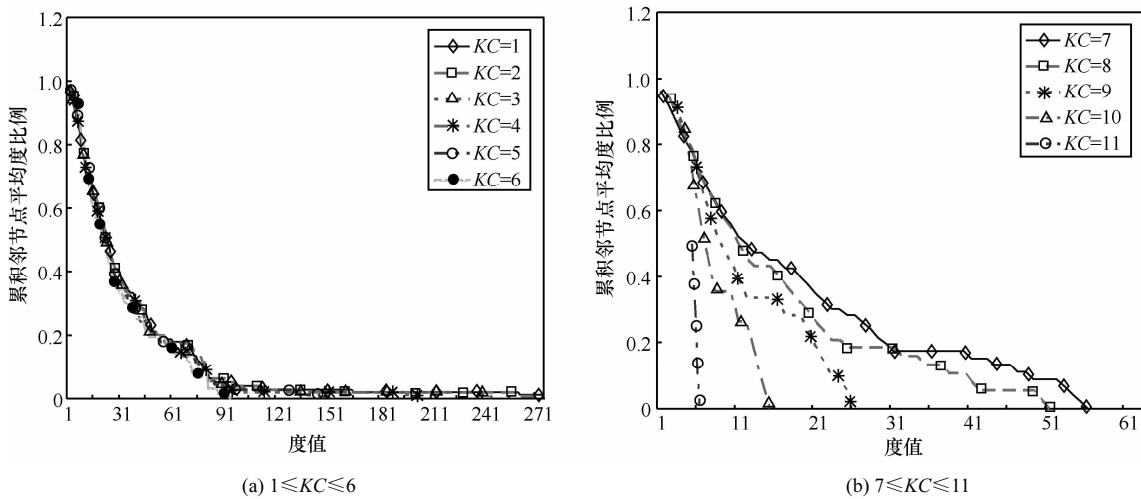 1.2
1.0
0.8
0.6
0.4
0.2
0
累积邻节点平均度比例
KC=1
KC=2
KC=3
KC=4
KC=5
KC=6
1 31 61 91 121 151 181 211 241 271
度值
(a) 1≤KC≤6
1.2
1.0
0.8
0.6
0.4
0.2
0
累积邻节点平均度比例
KC=7
KC=8
KC=9
KC=10
KC=11
1 11 21 31 41 51 61
度值
(b) 7≤KC≤11